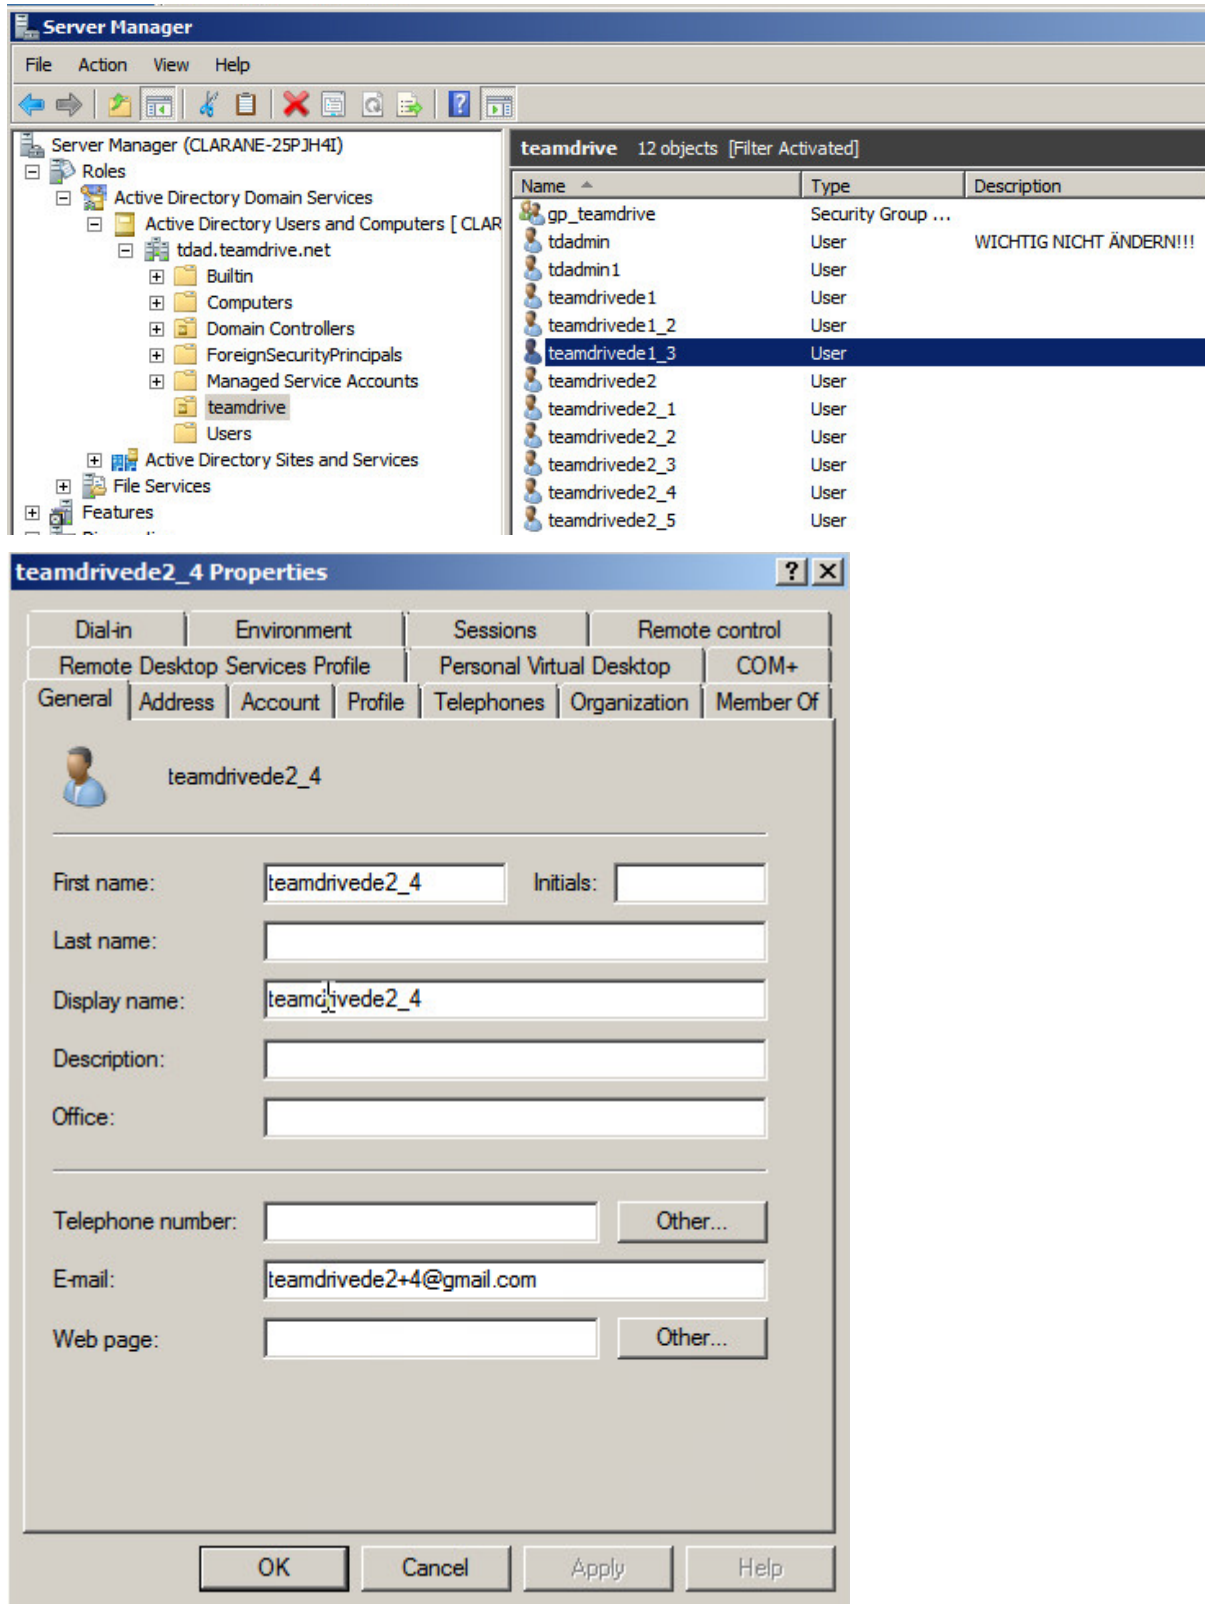 Server Manager
File Action View Help
Server Manager (CLARANE-25PJH4I)
Roles
Active Directory Domain Services
Active Directory Users and Computers [ CLAR
tdad.teamdrive.net
Builtin
Computers
Domain Controllers
ForeignSecurityPrincipals
Managed Service Accounts
teamdrive
Users
Active Directory Sites and Services
File Services
Features
teamdrive 12 objects [Filter Activated]
Name Type Description
gp_teamdrive Security Group ...
tdadmin User WICHTIG NICHT ÄNDERN!!!
tdadmin1 User
teamdrivede1 User
teamdrivede1_2 User
teamdrivede1_3 User
teamdrivede2 User
teamdrivede2_1 User
teamdrivede2_2 User
teamdrivede2_3 User
teamdrivede2_4 User
teamdrivede2_5 User
teamdrivede2_4 Properties
Dial-in Environment Sessions Remote control
Remote Desktop Services Profile Personal Virtual Desktop COM+
General Address Account Profile Telephones Organization Member Of
teamdrivede2_4
First name: teamdrivede2_4 Initials:
Last name:
Display name: teamdrivede2_4
Description:
Office:
Telephone number: Other...
E-mail: teamdrivede2+4@gmail.com
Web page: Other...
OK Cancel Apply Help